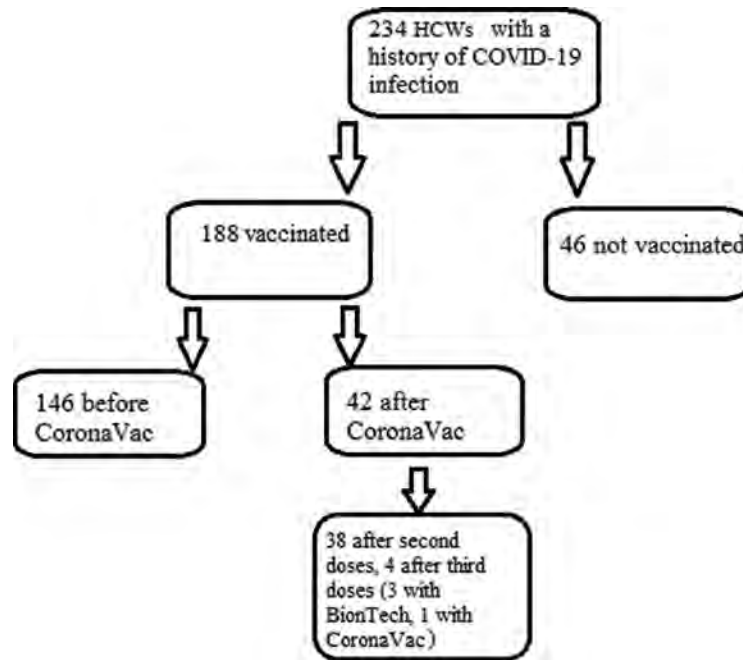 234 HCWs with a
history of COVID-19
infection
188 vaccinated
46 not vaccinated
146 before
CoronaVac
42 after
CoronaVac
38 after second
doses, 4 after third
doses (3 with
BionTech, 1 with
CoronaVac)